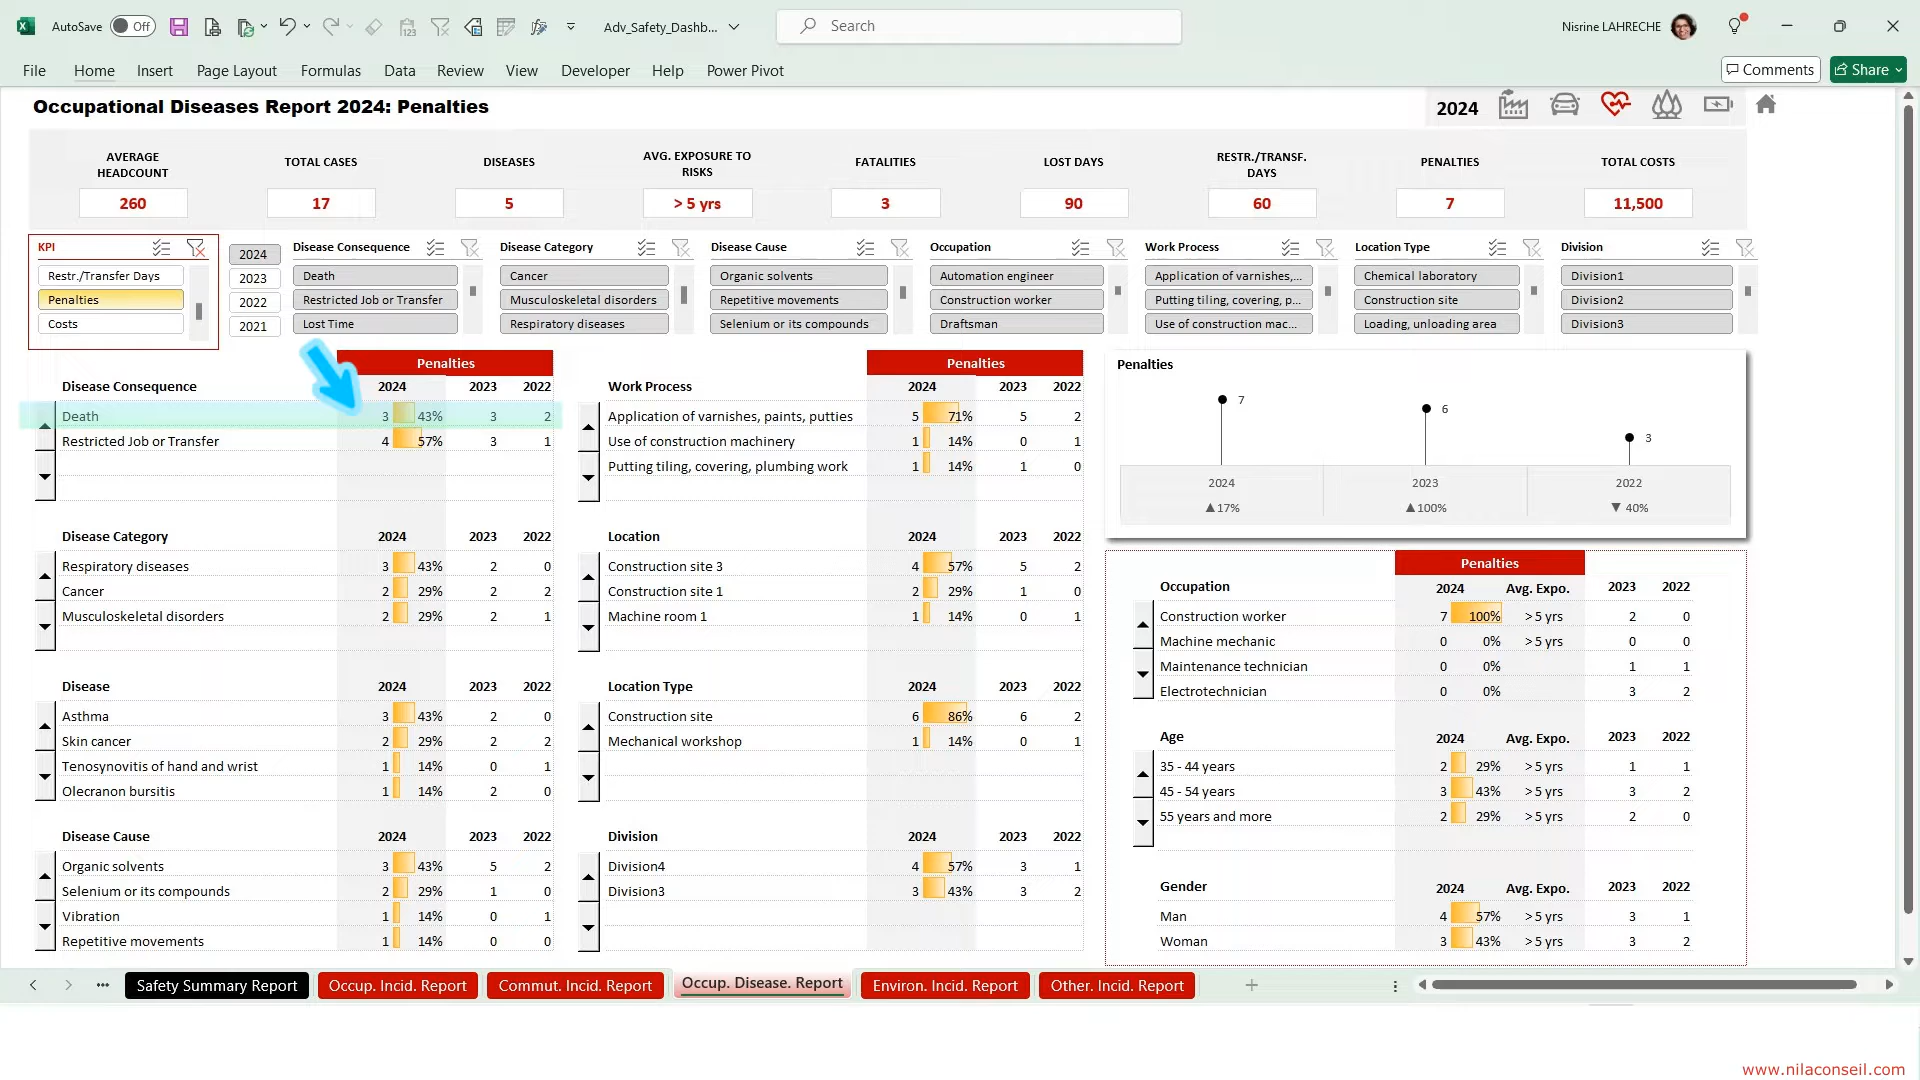 AutoSave Off Adv_Safety_Dashb... Search Nisrine LAHRECHE
File Home Insert Page Layout Formulas Data Review View Developer Help Power Pivot Comments Share
Occupational Diseases Report 2024: Penalties 2024
AVERAGE HEADCOUNT TOTAL CASES DISEASES AVG. EXPOSURE TO RISKS FATALITIES LOST DAYS RESTR./TRANSF. DAYS PENALTIES TOTAL COSTS
260 17 5 > 5 yrs 3 90 60 7 11,500
KPI
Restr./Transfer Days
Penalties
Costs
2024
2023
2022
2021
Disease Consequence
Death
Restricted Job or Transfer
Lost Time
Disease Category
Cancer
Musculoskeletal disorders
Respiratory diseases
Disease Cause
Organic solvents
Repetitive movements
Selenium or its compounds
Occupation
Automation engineer
Construction worker
Draftsman
Work Process
Application of varnishes,...
Putting tiling, covering, p...
Use of construction mac...
Location Type
Chemical laboratory
Construction site
Loading, unloading area
Division
Division1
Division2
Division3
Penalties
Disease Consequence 2024 2023 2022
Death 3 43% 3 2
Restricted Job or Transfer 4 57% 3 1
Disease Category 2024 2023 2022
Respiratory diseases 3 43% 2 0
Cancer 2 29% 2 2
Musculoskeletal disorders 2 29% 2 1
Disease 2024 2023 2022
Asthma 3 43% 2 0
Skin cancer 2 29% 2 2
Tenosynovitis of hand and wrist 1 14% 0 1
Olecranon bursitis 1 14% 2 0
Disease Cause 2024 2023 2022
Organic solvents 3 43% 5 2
Selenium or its compounds 2 29% 1 0
Vibration 1 14% 0 1
Repetitive movements 1 14% 0 0
Penalties
Work Process 2024 2023 2022
Application of varnishes, paints, putties 5 71% 5 2
Use of construction machinery 1 14% 0 1
Putting tiling, covering, plumbing work 1 14% 1 0
Location 2024 2023 2022
Construction site 3 4 57% 5 2
Construction site 1 2 29% 1 0
Machine room 1 1 14% 0 1
Location Type 2024 2023 2022
Construction site 6 86% 6 2
Mechanical workshop 1 14% 0 1
Division 2024 2023 2022
Division4 4 57% 3 1
Division3 3 43% 3 2
Penalties
7 6 3
2024 2023 2022
▲17% ▲100% ▼ 40%
Penalties
Occupation 2024 Avg. Expo. 2023 2022
Construction worker 7 100% > 5 yrs 2 0
Machine mechanic 0 0% > 5 yrs 0 0
Maintenance technician 0 0% 1 1
Electrotechnician 0 0% 3 2
Age 2024 Avg. Expo. 2023 2022
35 - 44 years 2 29% > 5 yrs 1 1
45 - 54 years 3 43% > 5 yrs 3 2
55 years and more 2 29% > 5 yrs 2 0
Gender 2024 Avg. Expo. 2023 2022
Man 4 57% > 5 yrs 3 1
Woman 3 43% > 5 yrs 3 2
Safety Summary Report Occup. Incid. Report Commut. Incid. Report Occup. Disease. Report Environ. Incid. Report Other. Incid. Report
www.nilaconseil.com